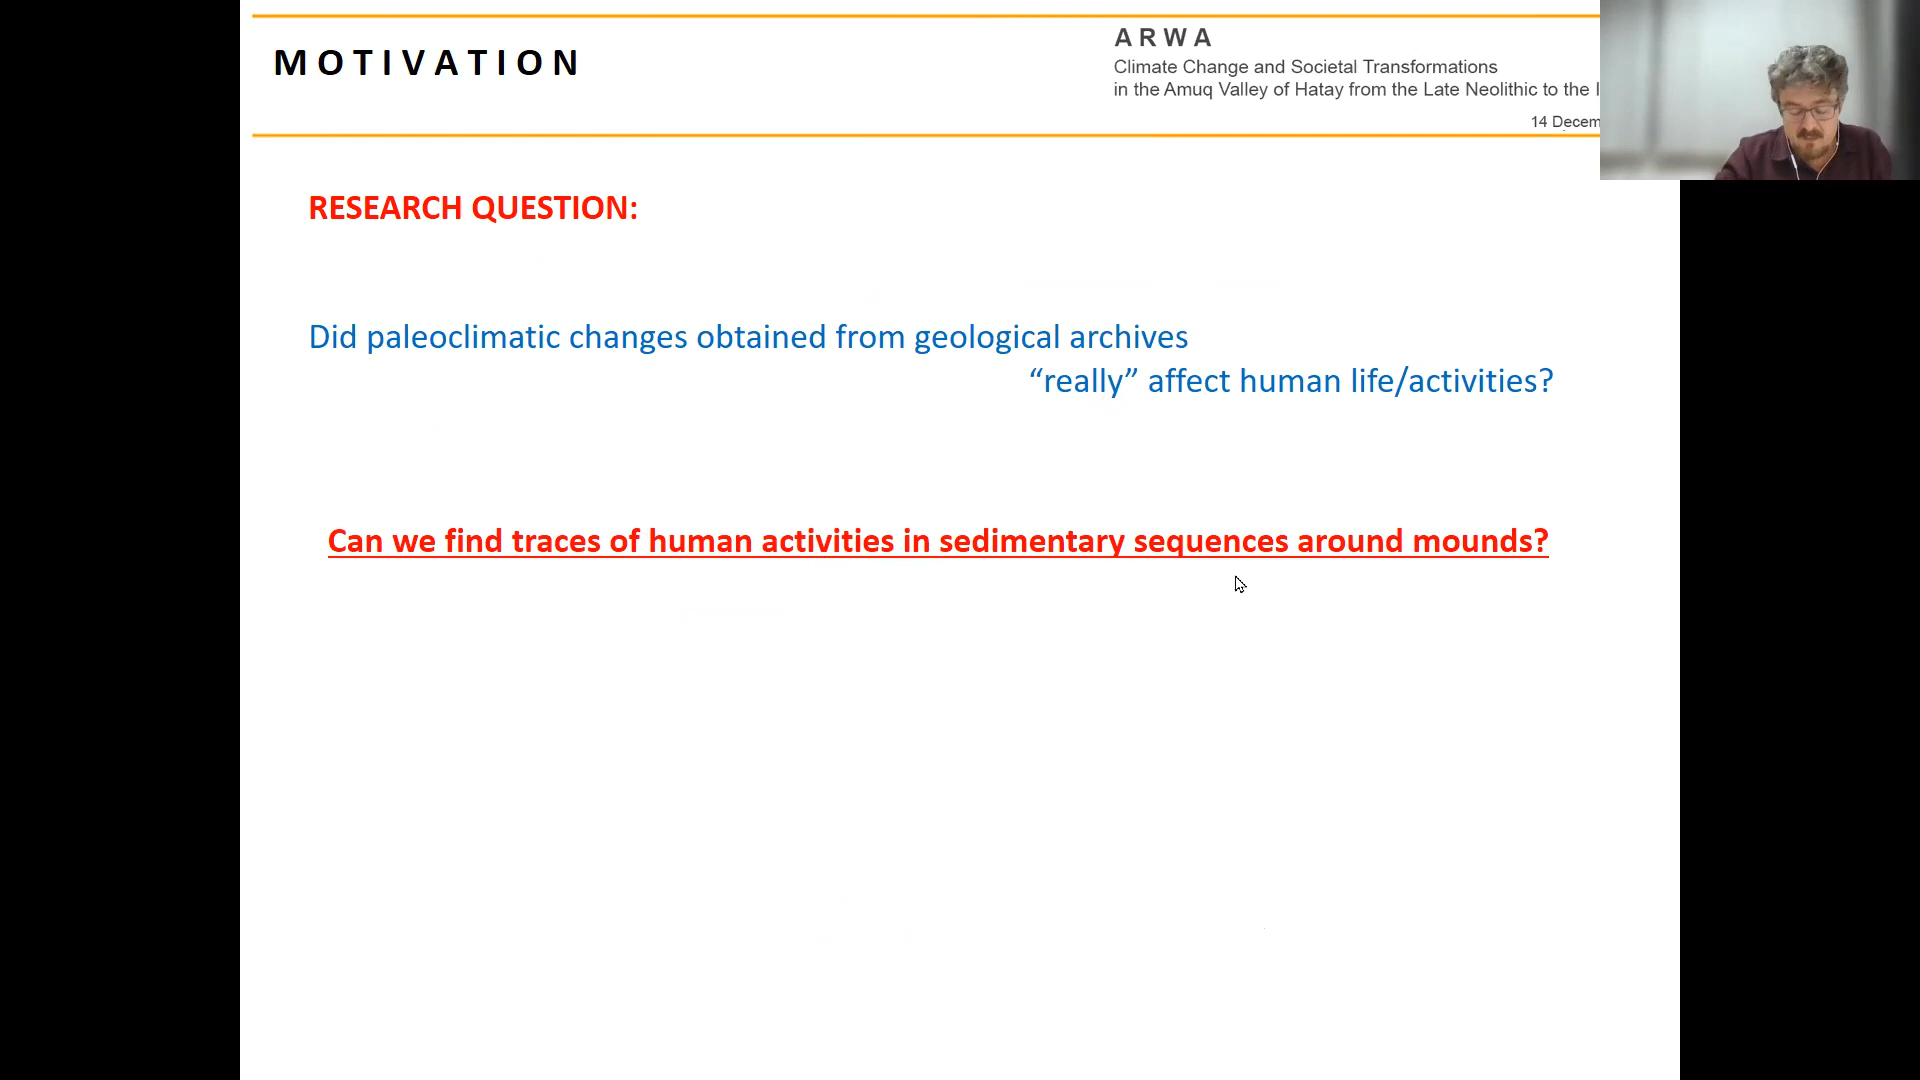 MOTIVATION
ARWA
Climate Change and Societal Transformations
in the Amuq Valley of Hatay from the Late Neolithic to the
14
RESEARCH QUESTION:
Did paleoclimatic changes obtained from geological archives
“really” affect human life/activities?
Can we find traces of human activities in sedimentary sequences around mounds?